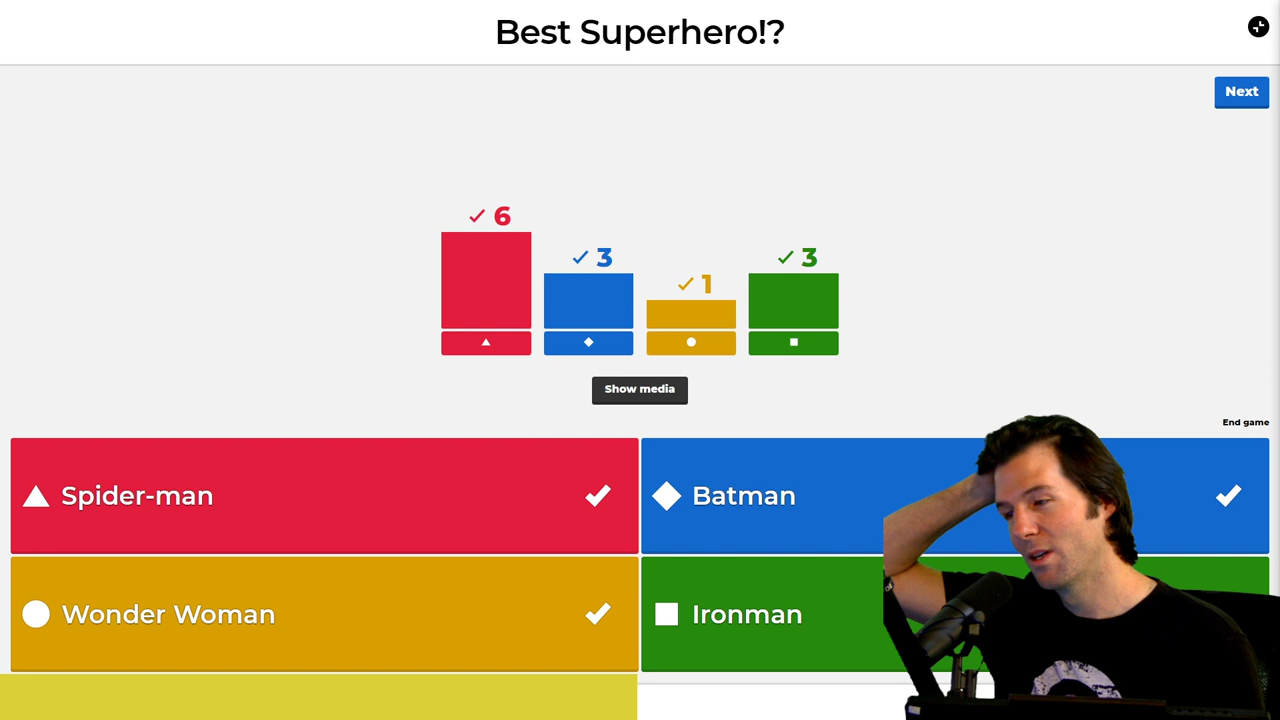 Best Superhero!?
Next
6
3
1
3
Show media
End game
Spider-man
Batman
Wonder Woman
Ironman